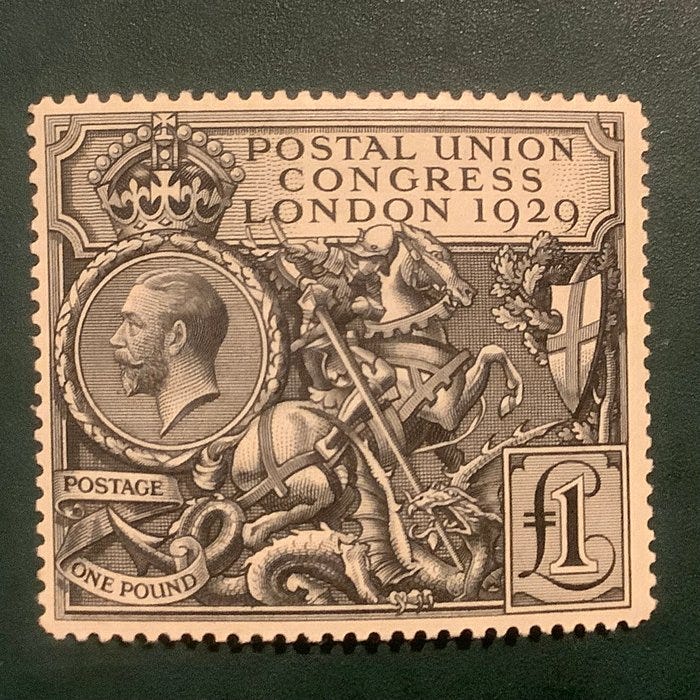 POSTAL UNION
CONGRESS
LONDON 1929
POSTAGE
ONE POUND
£1